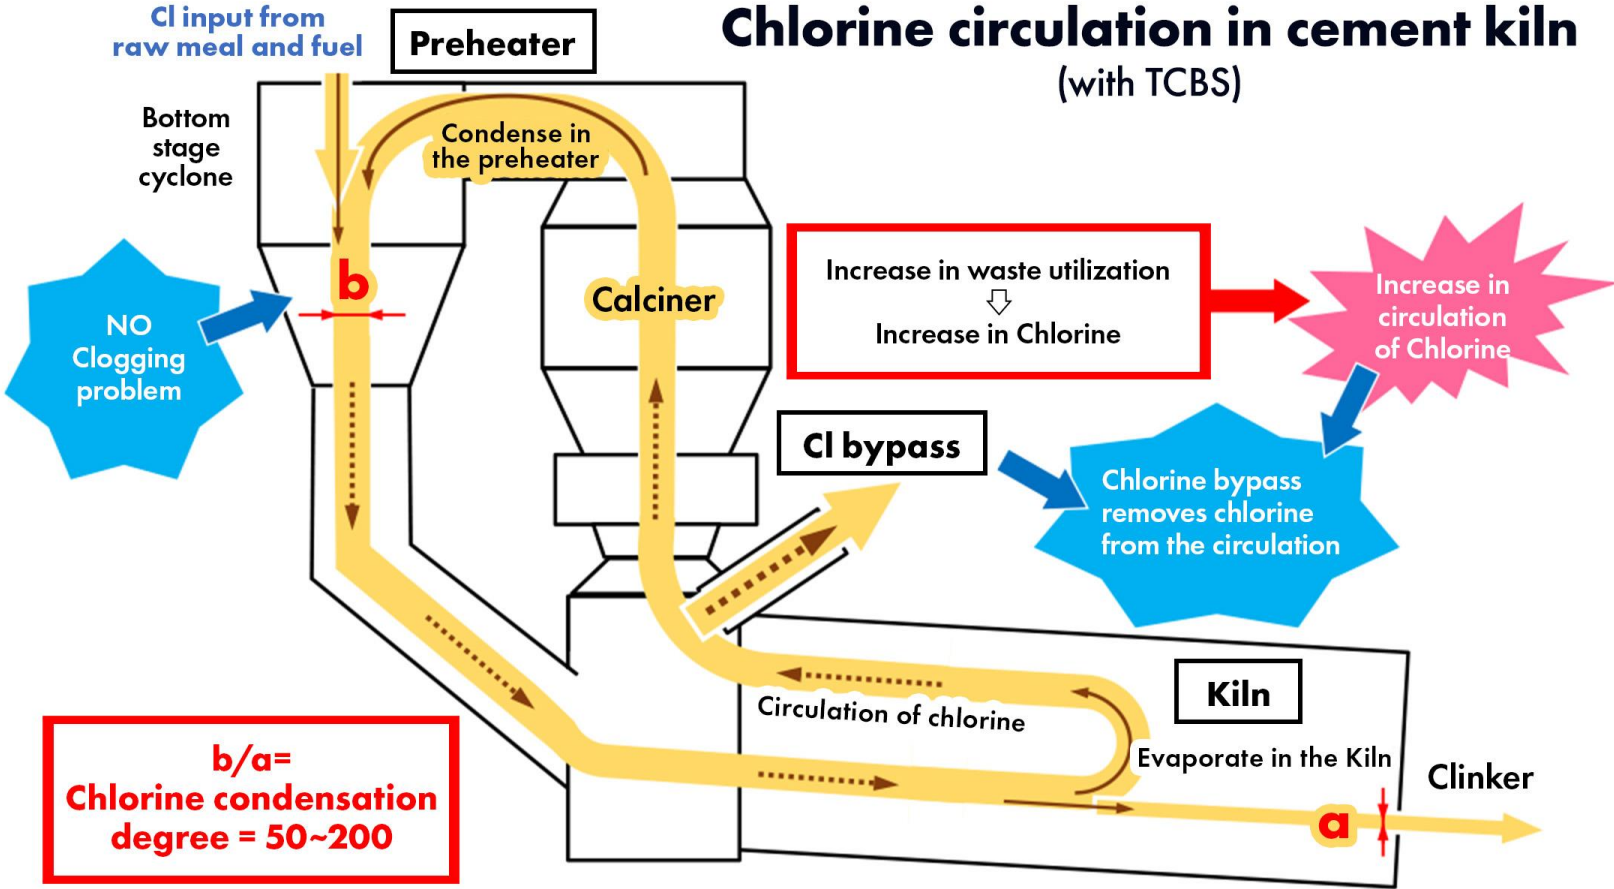 Cl input from
raw meal and fuel
Preheater
Chlorine circulation in cement kiln
(with TCBS)
Bottom
stage
cyclone
Condense in
the preheater
b
NO
Clogging
problem
Calciner
Increase in waste utilization
Increase in Chlorine
Increase in
circulation
of Chlorine
Cl bypass
Chlorine bypass
removes chlorine
from the circulation
Kiln
Circulation of chlorine
Evaporate in the Kiln
Clinker
a
b/a=
Chlorine condensation
degree = 50~200